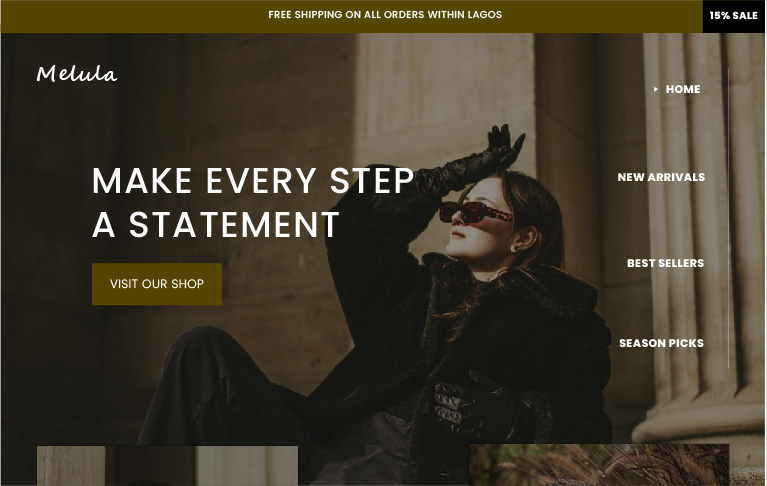 FREE SHIPPING ON ALL ORDERS WITHIN LAGOS
15% SALE
Melula
HOME
NEW ARRIVALS
BEST SELLERS
SEASON PICKS
MAKE EVERY STEP
A STATEMENT
VISIT OUR SHOP